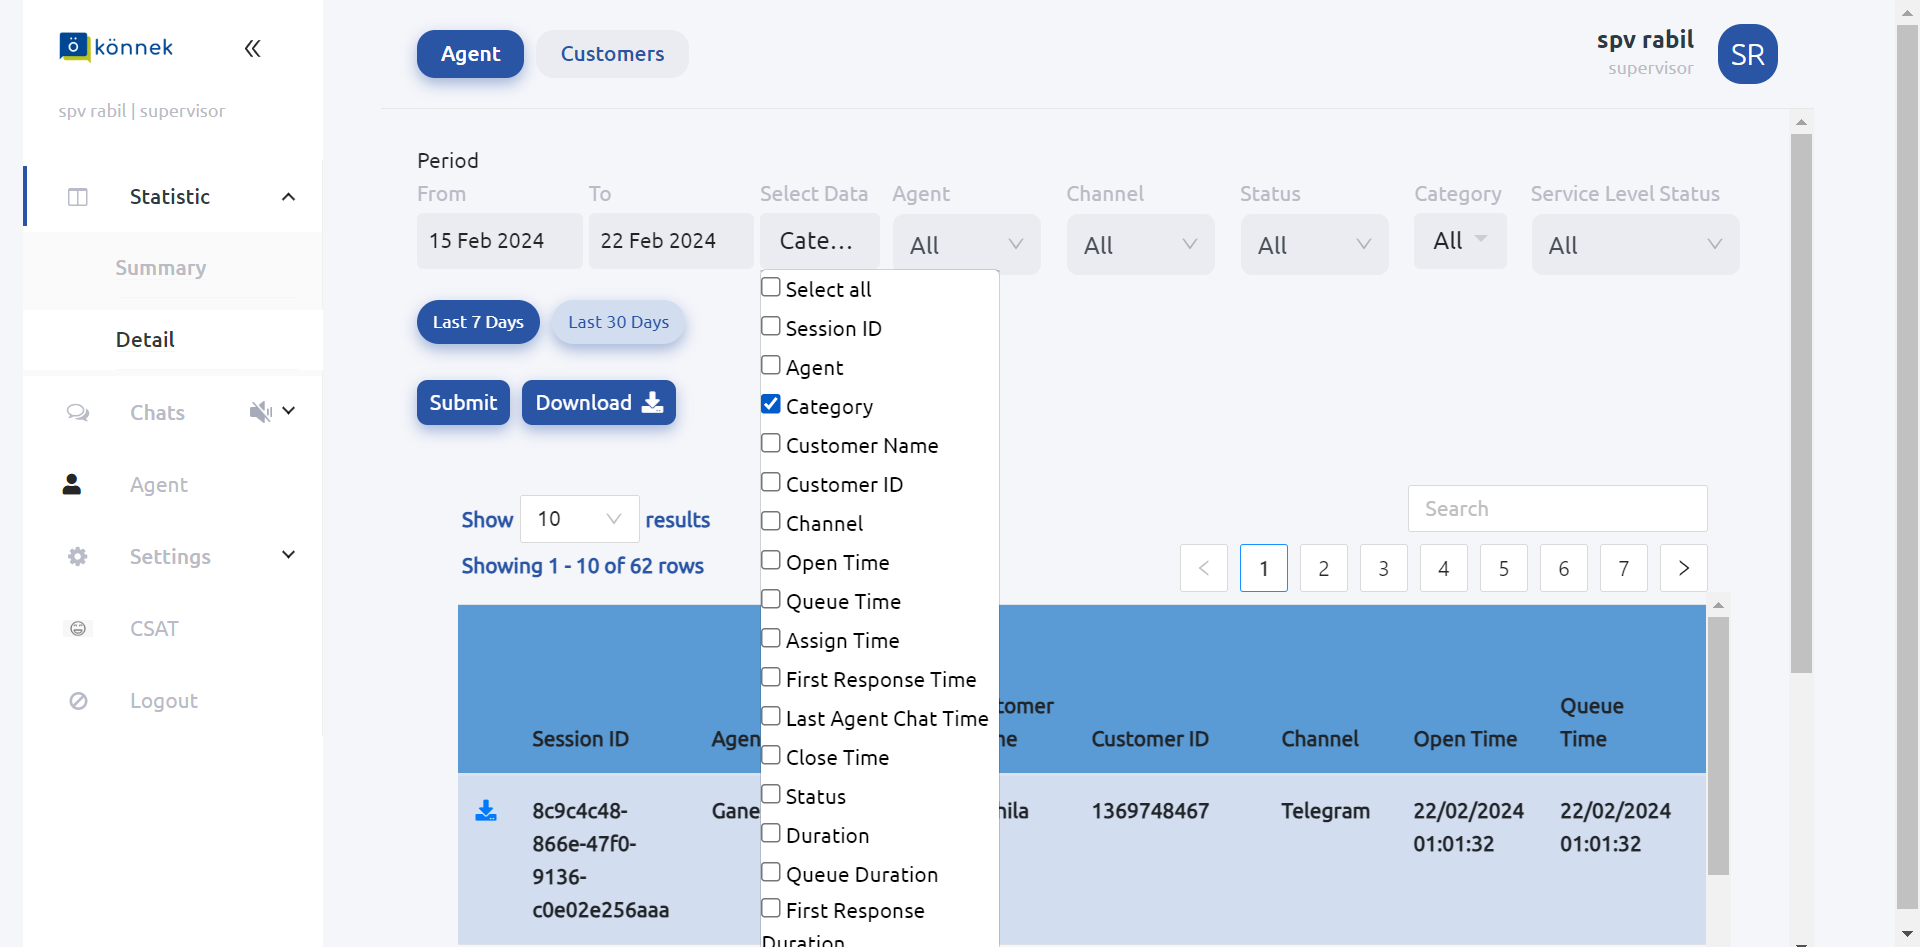 ö könnek
spv rabil | supervisor
Statistic
Summary
Detail
Chats
Agent
Settings
CSAT
Logout
Agent
Customers
spv rabil
supervisor
SR
Period
From
To
Select Data
Agent
Channel
Status
Category
Service Level Status
15 Feb 2024
22 Feb 2024
Cate...
All
All
All
All
All
Last 7 Days
Last 30 Days
Submit
Download
Select all
Session ID
Agent
Category
Customer Name
Customer ID
Channel
Open Time
Queue Time
Assign Time
First Response Time
Last Agent Chat Time
Close Time
Status
Duration
Queue Duration
First Response
Duration
Show 10 results
Showing 1 - 10 of 62 rows
Search
1 2 3 4 5 6 7
Session ID
Agen
tomer
Customer ID
Channel
Open Time
Queue
Time
8c9c4c48-
866e-47f0-
9136-
c0e02e256aaa
Gane
hila
1369748467
Telegram
22/02/2024
01:01:32
22/02/2024
01:01:32